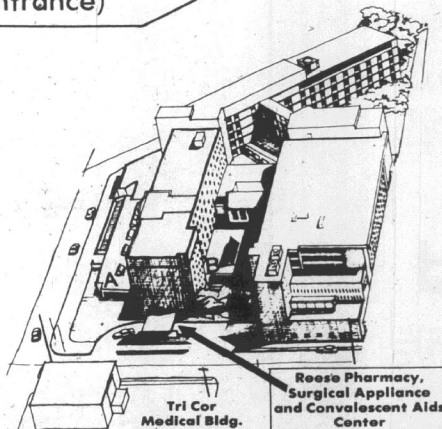 ntrance)
A
B
Tri Cor
Medical Bldg.
Reese Pharmacy,
Surgical Appliance
and Convalescent Aids
Center